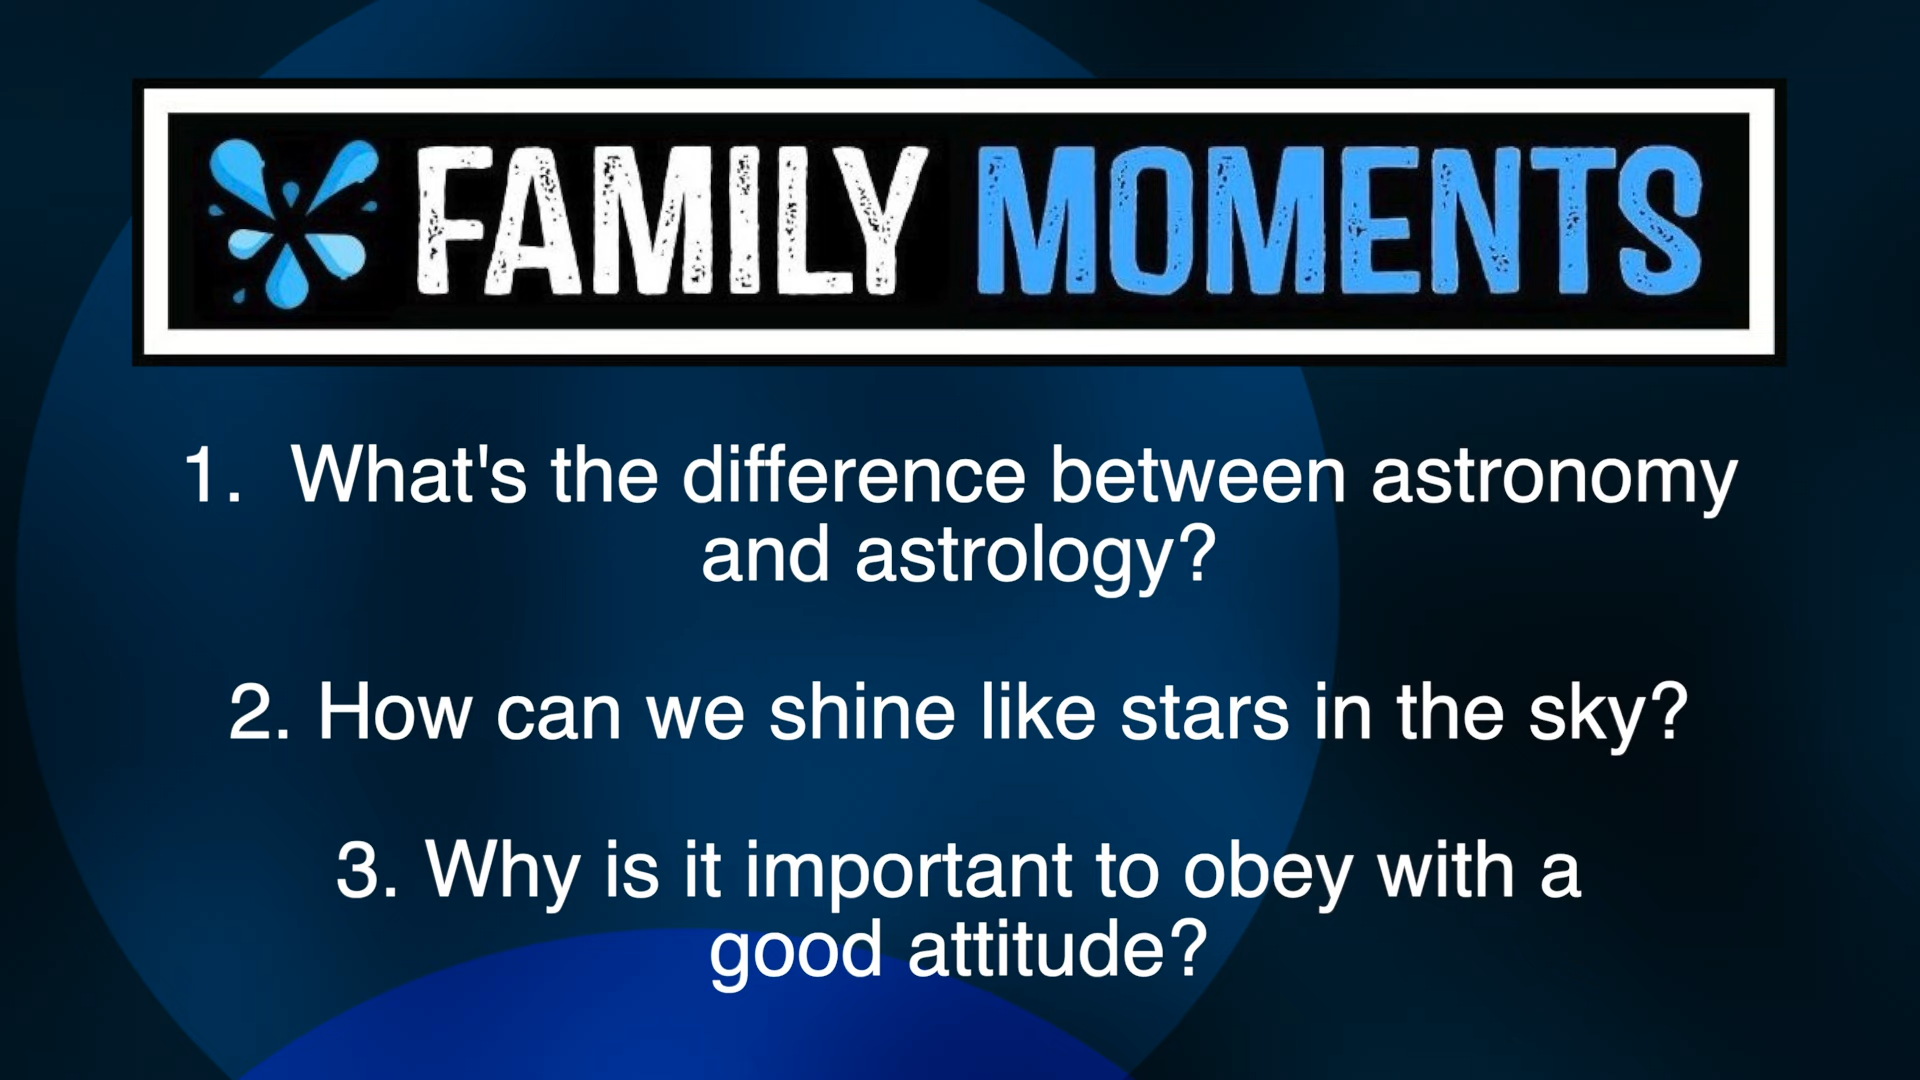 FAMILY MOMENTS
1. What's the difference between astronomy
and astrology?
2. How can we shine like stars in the sky?
3. Why is it important to obey with a
good attitude?